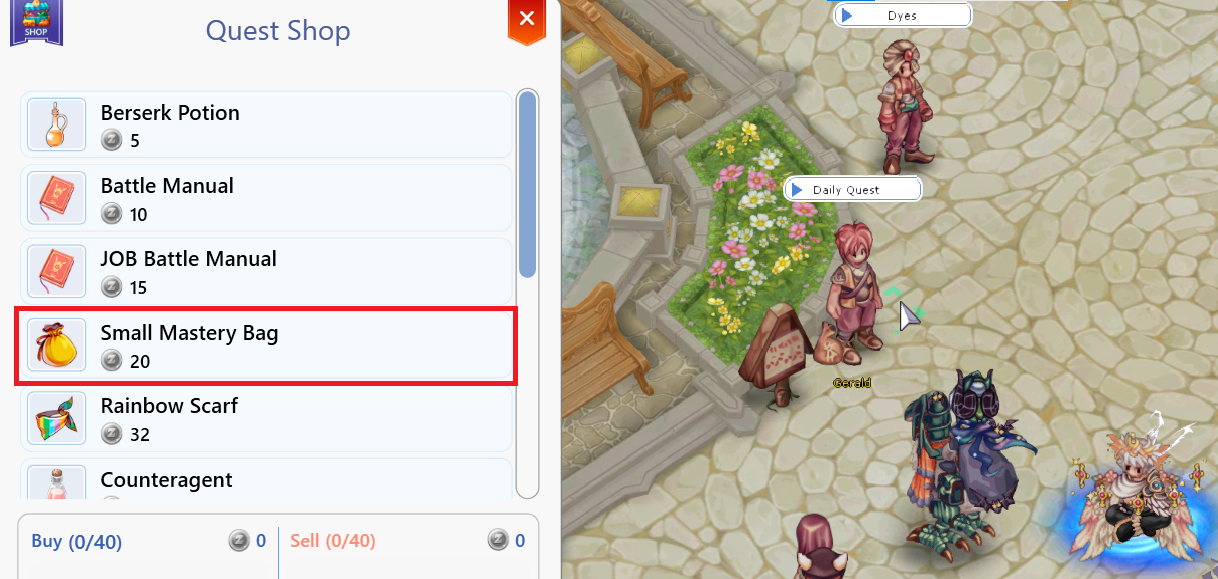 SHOP
Quest Shop
Berserk Potion
5
Battle Manual
10
JOB Battle Manual
15
Small Mastery Bag
20
Rainbow Scarf
32
Counteragent
Buy (0/40)
0
Sell (0/40)
0
Dyes
Daily Quest
Gerald